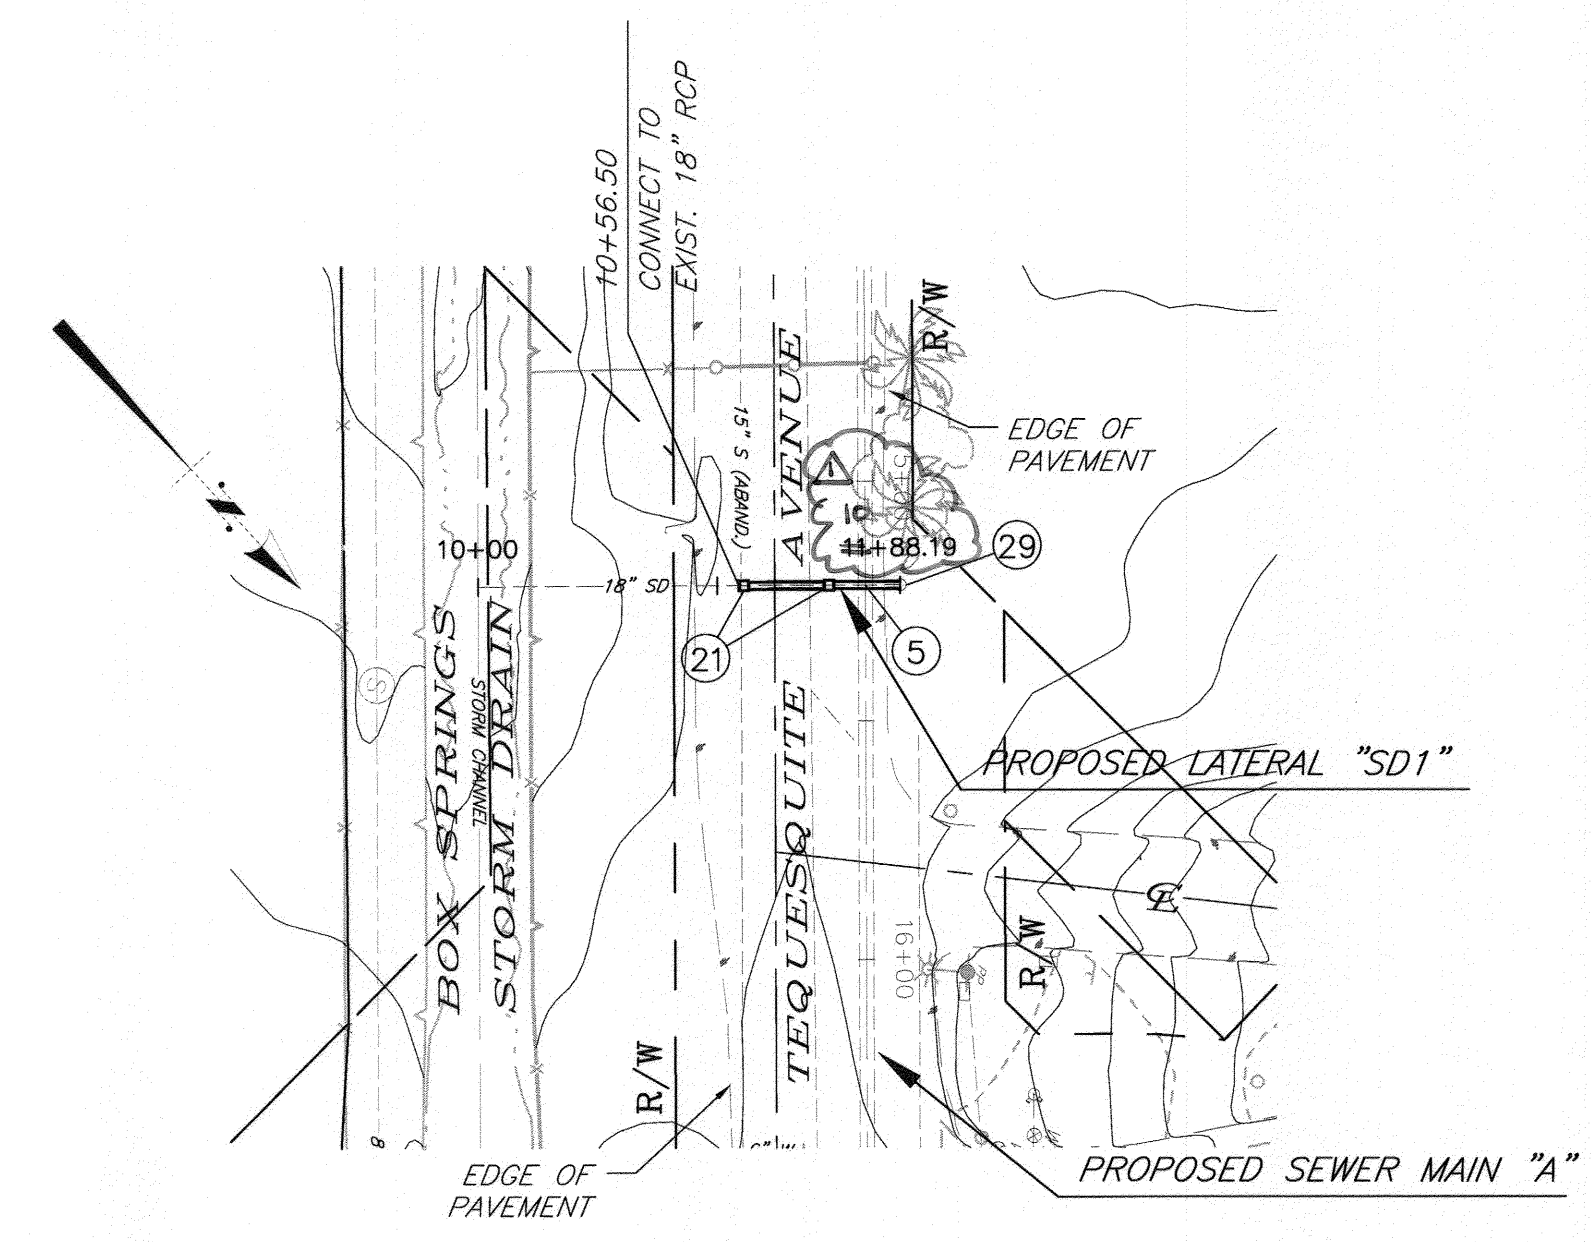 10+56.50
CONNECT TO
EXIST. 18" RCP
R/W
EDGE OF
PAVEMENT
15" S (ABAND.)
TEQUESQUITE AVENUE
1
10
11+88.19
29
10+00
18" SD
21
5
BOX SPRINGS
STORM DRAIN
STORM CHANNEL
S
PROPOSED LATERAL "SD1"
℄
R/W
16+00
R/W
EDGE OF
PAVEMENT
8
PROPOSED SEWER MAIN "A"